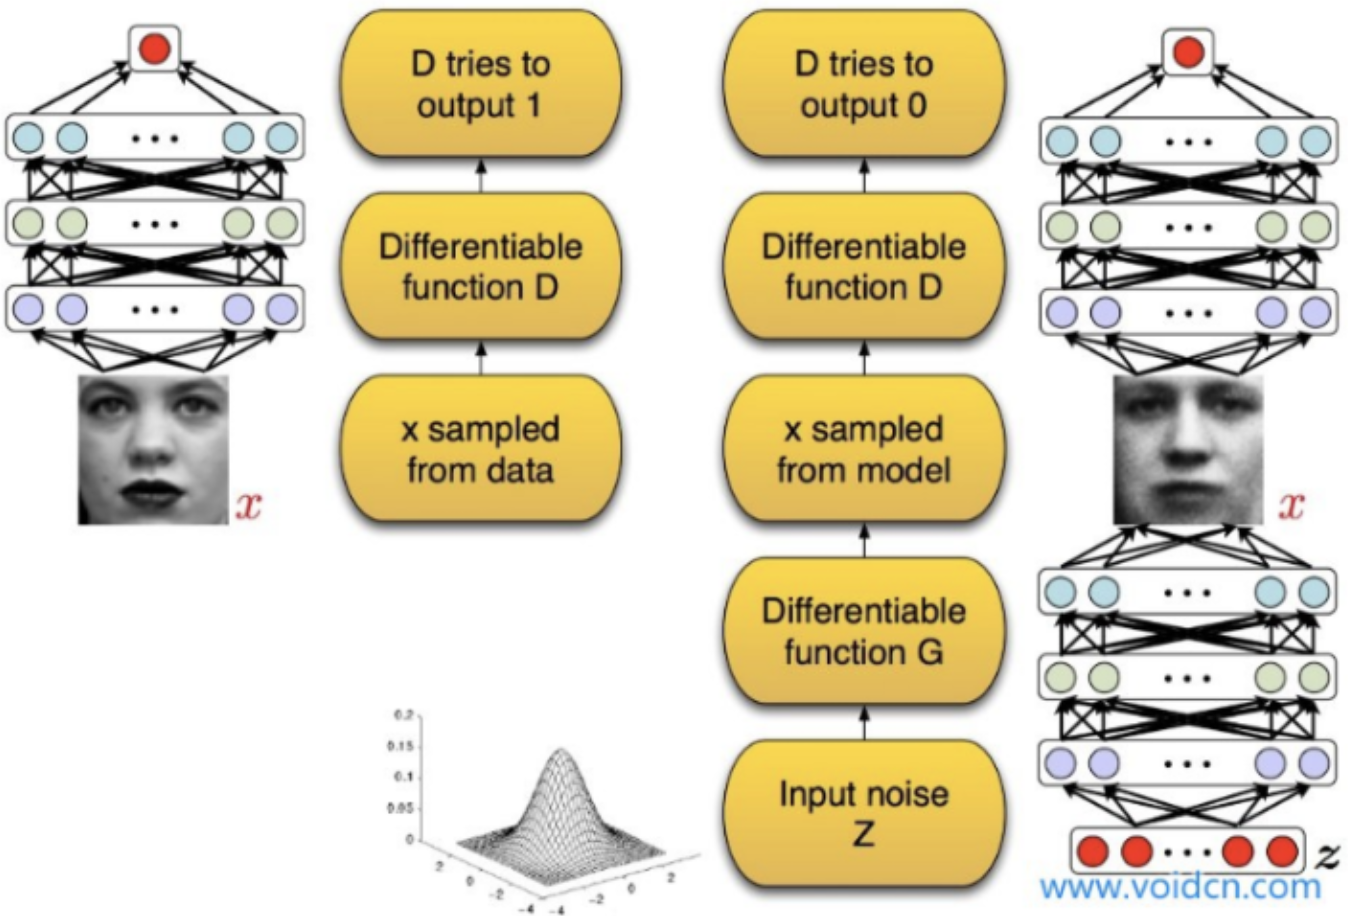 D tries to
output 1
Differentiable
function D
x sampled
from data
x
D tries to
output 0
Differentiable
function D
x sampled
from model
x
Differentiable
function G
Input noise
Z
z
0.2
0.15
0.1
0.05
0
2
0
-2
-4
-4
-2
0
2
www.voidcn.com